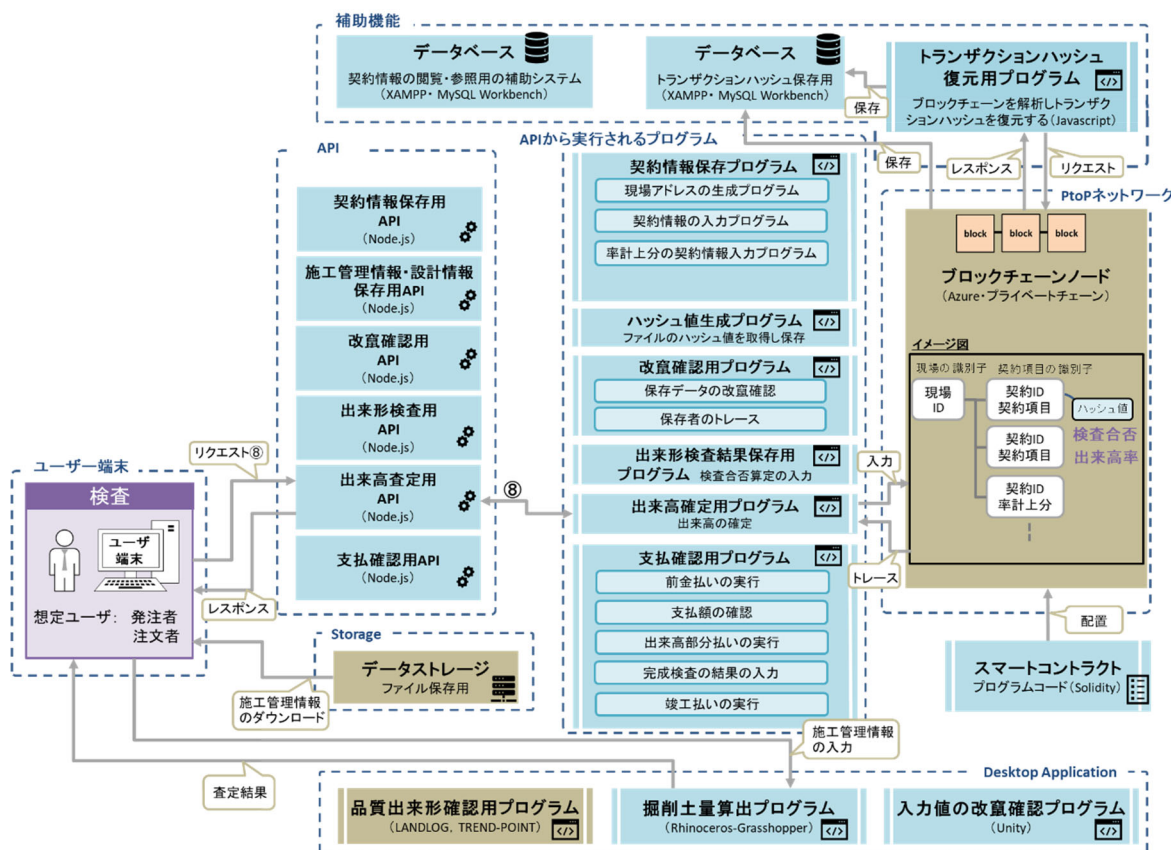 補助機能
データベース
契約情報の閲覧・参照用の補助システム
（XAMPP・MySQL Workbench）
データベース
トランザクションハッシュ保存用
（XAMPP・ MySQL Workbench）
トランザクションハッシュ
復元用プログラム
ブロックチェーンを解析しトランザク
ションハッシュを復元する（Javascript）
保存
保存
レスポンス
リクエスト
API
契約情報保存用
API
（Node.js）
施工管理情報・設計情報
保存用API
（Node.js）
改竄確認用
API
（Node.js）
出来形検査用
API
（Node.js）
出来高査定用
API
（Node.js）
支払確認用API
（Node.js）
APIから実行されるプログラム
契約情報保存プログラム
現場アドレスの生成プログラム
契約情報の入力プログラム
率計上分の契約情報入力プログラム
ハッシュ値生成プログラム
ファイルのハッシュ値を取得し保存
改竄確認用プログラム
保存データの改竄確認
保存者のトレース
出来形検査結果保存用
プログラム 検査合否算定の入力
出来高確定用プログラム
出来高の確定
支払確認用プログラム
前金払いの実行
支払額の確認
出来高部分払いの実行
完成検査の結果の入力
竣工払いの実行
PtoPネットワーク
block
block
block
ブロックチェーンノード
（Azure・プライベートチェーン）
イメージ図
現場の識別子 契約項目の識別子
現場
ID
契約ID
契約項目
ハッシュ値
検査合否
出来高率
契約ID
契約項目
契約ID
率計上分
入力
トレース
配置
スマートコントラクト
プログラムコード（Solidity）
ユーザー端末
検査
ユーザ
端末
想定ユーザ： 発注者
注文者
リクエスト⑧
レスポンス
⑧
Storage
データストレージ
ファイル保存用
施工管理情報
のダウンロード
施工管理情報
の入力
査定結果
Desktop Application
品質出来形確認用プログラム
（LANDLOG，TREND-POINT）
掘削土量算出プログラム
（Rhinoceros-Grasshopper）
入力値の改竄確認プログラム
（Unity）